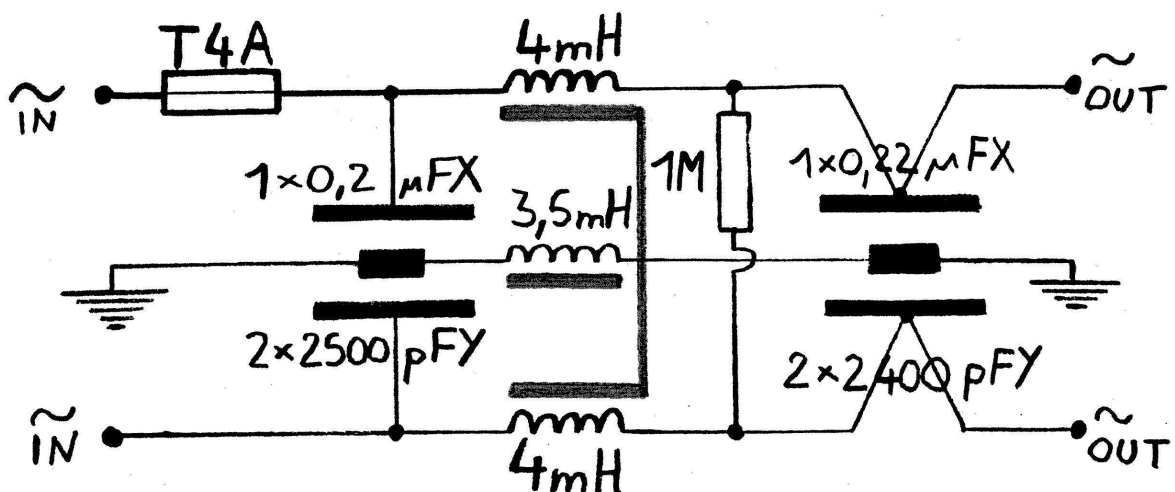 T4A
4mH
~ IN
~ OUT
1×0,2 µFX
1M
1×0,22 µFX
3,5mH
2×2500 pFY
2×2400 pFY
~ IN
4mH
~ OUT